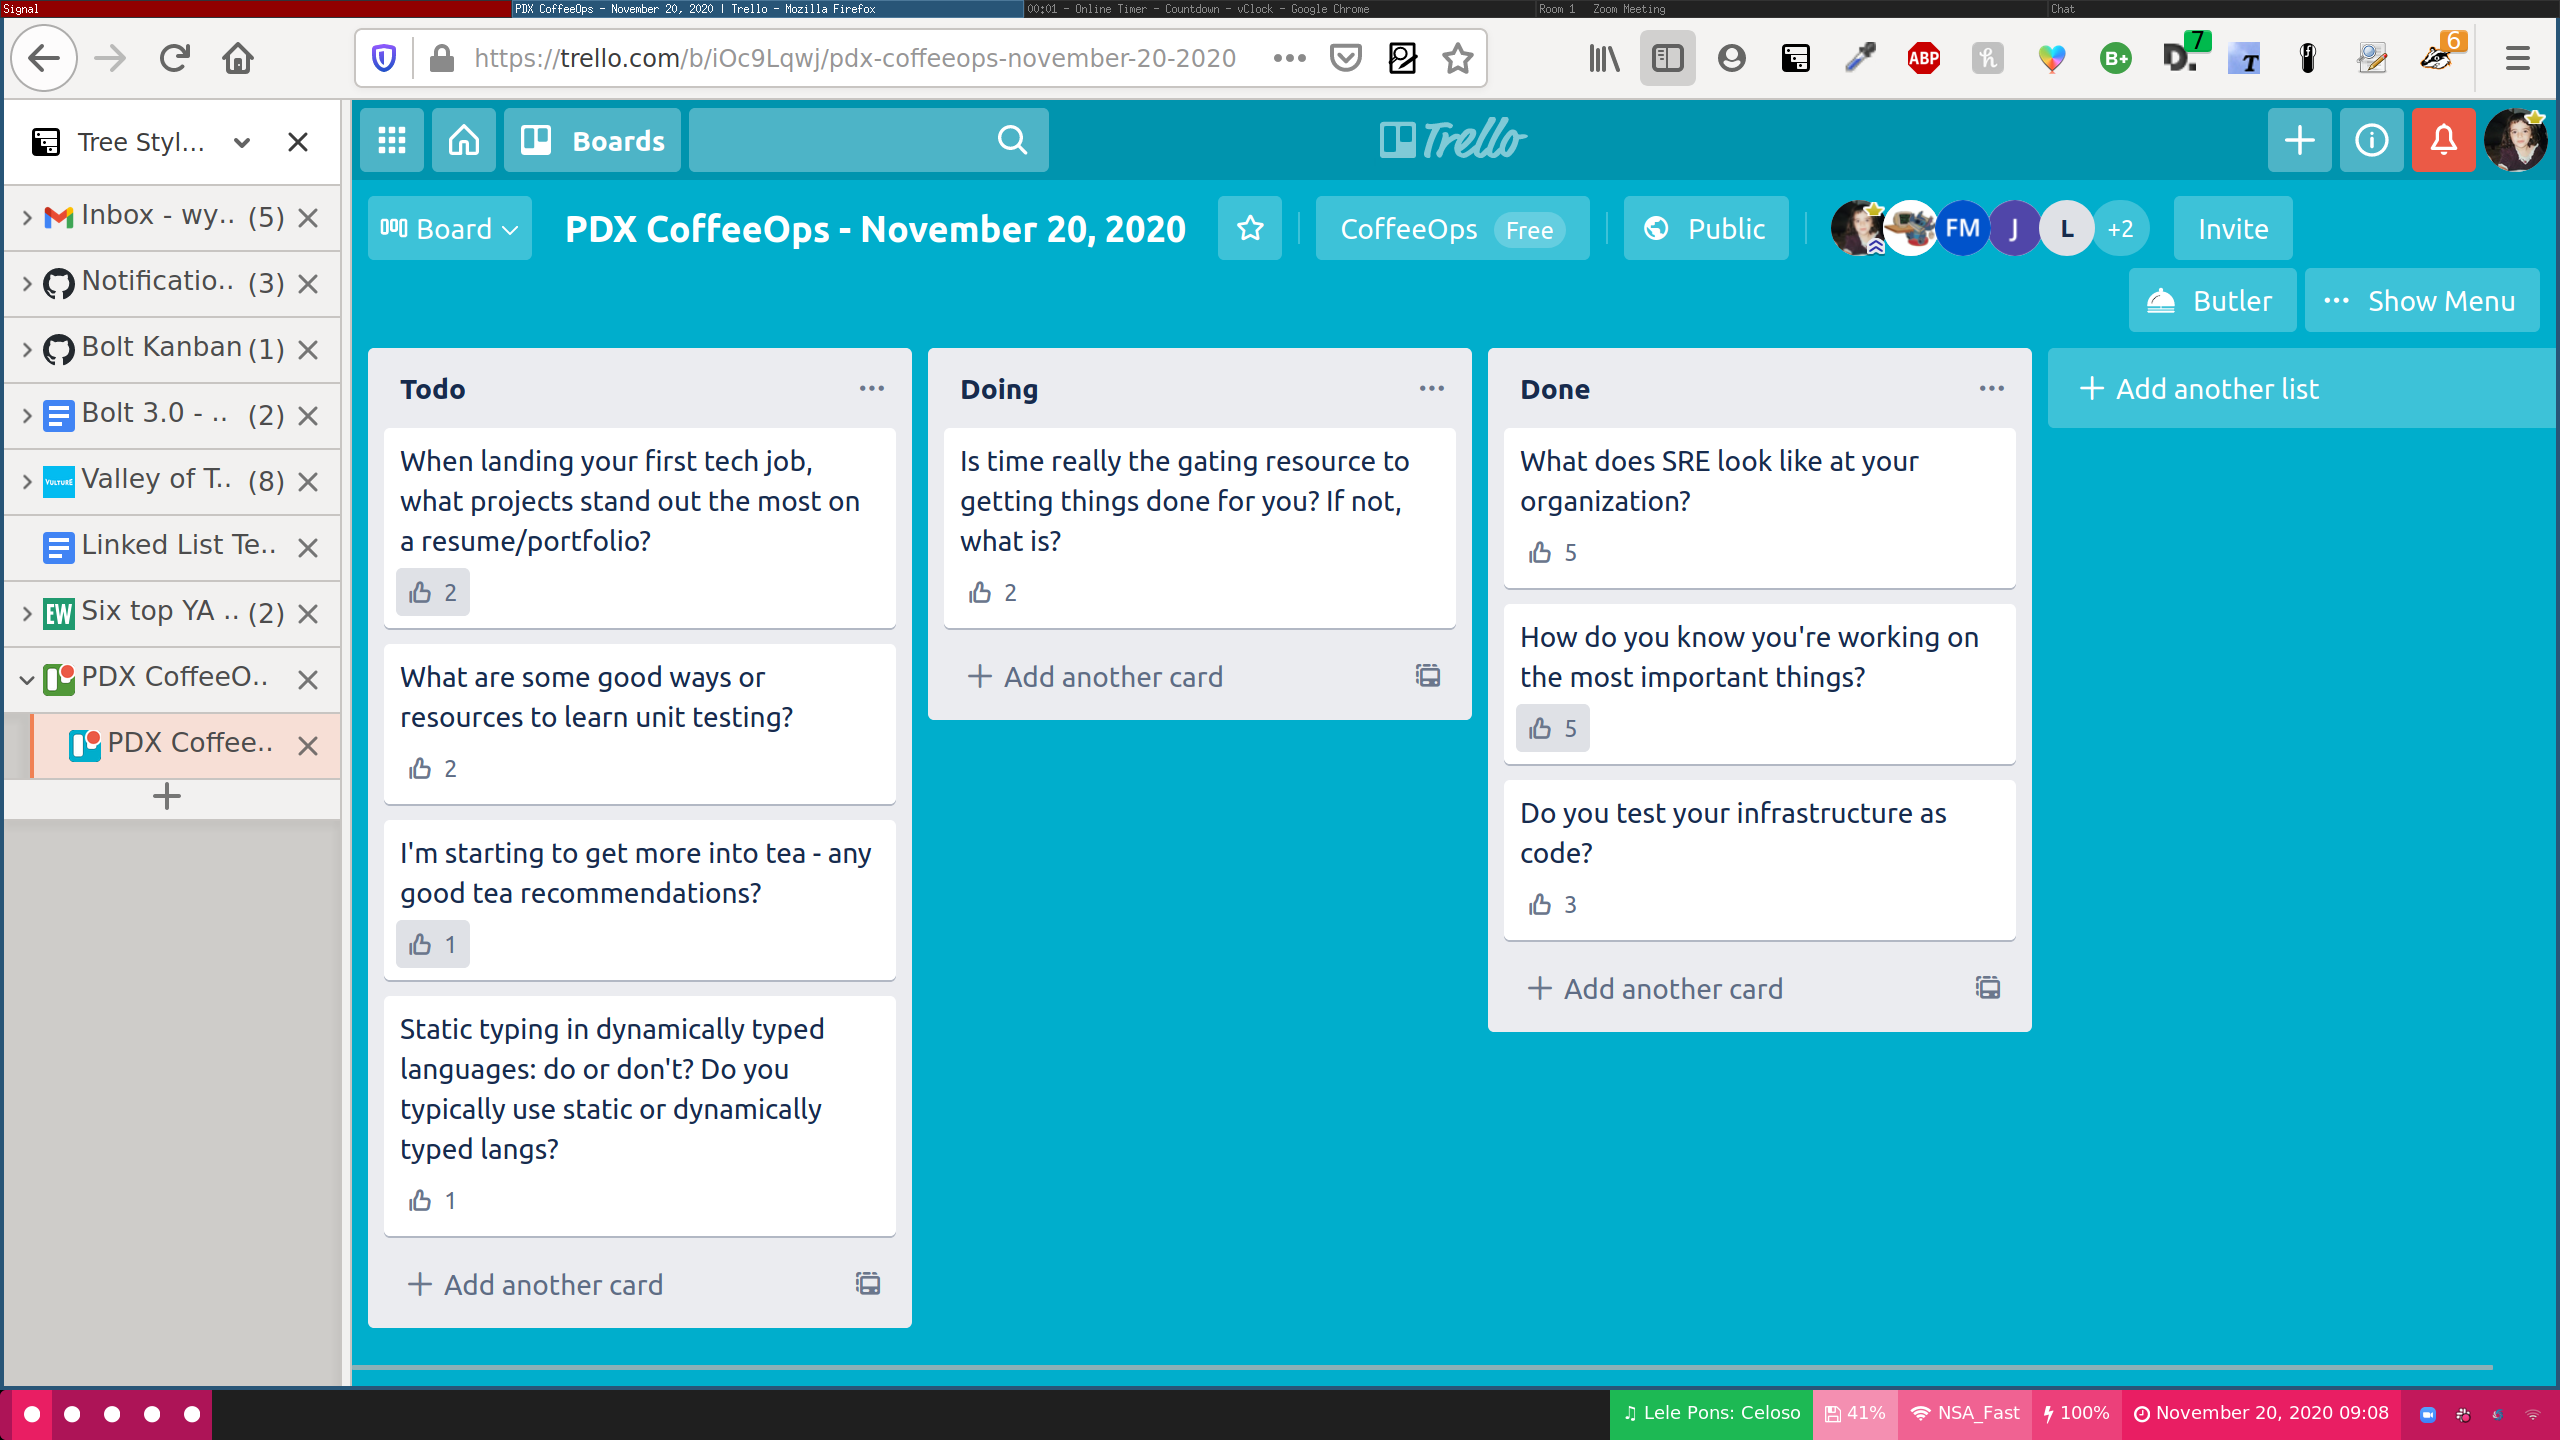 Signal
PDX CoffeeOps - November 20, 2020 | Trello - Mozilla Firefox
00:01 - Online Timer - Countdown - vClock - Google Chrome
Room 1 Zoom Meeting
Chat
https://trello.com/b/iOc9Lqwj/pdx-coffeeops-november-20-2020
ABP
B+
D.
7
T
6
Tree Styl...
Boards
Trello
Inbox - wy.. (5)
Notificatio.. (3)
Bolt Kanban (1)
Bolt 3.0 - .. (2)
VULTURE
Valley of T.. (8)
Linked List Te..
EW
Six top YA .. (2)
PDX CoffeeO..
PDX Coffee..
Board
PDX CoffeeOps - November 20, 2020
CoffeeOps Free
Public
FM
J
L
+2
Invite
Butler
Show Menu
Todo
When landing your first tech job,
what projects stand out the most on
a resume/portfolio?
2
What are some good ways or
resources to learn unit testing?
2
I'm starting to get more into tea - any
good tea recommendations?
1
Static typing in dynamically typed
languages: do or don't? Do you
typically use static or dynamically
typed langs?
1
+ Add another card
Doing
Is time really the gating resource to
getting things done for you? If not,
what is?
2
+ Add another card
Done
What does SRE look like at your
organization?
5
How do you know you're working on
the most important things?
5
Do you test your infrastructure as
code?
3
+ Add another card
+ Add another list
♫ Lele Pons: Celoso
41%
NSA_Fast
100%
November 20, 2020 09:08